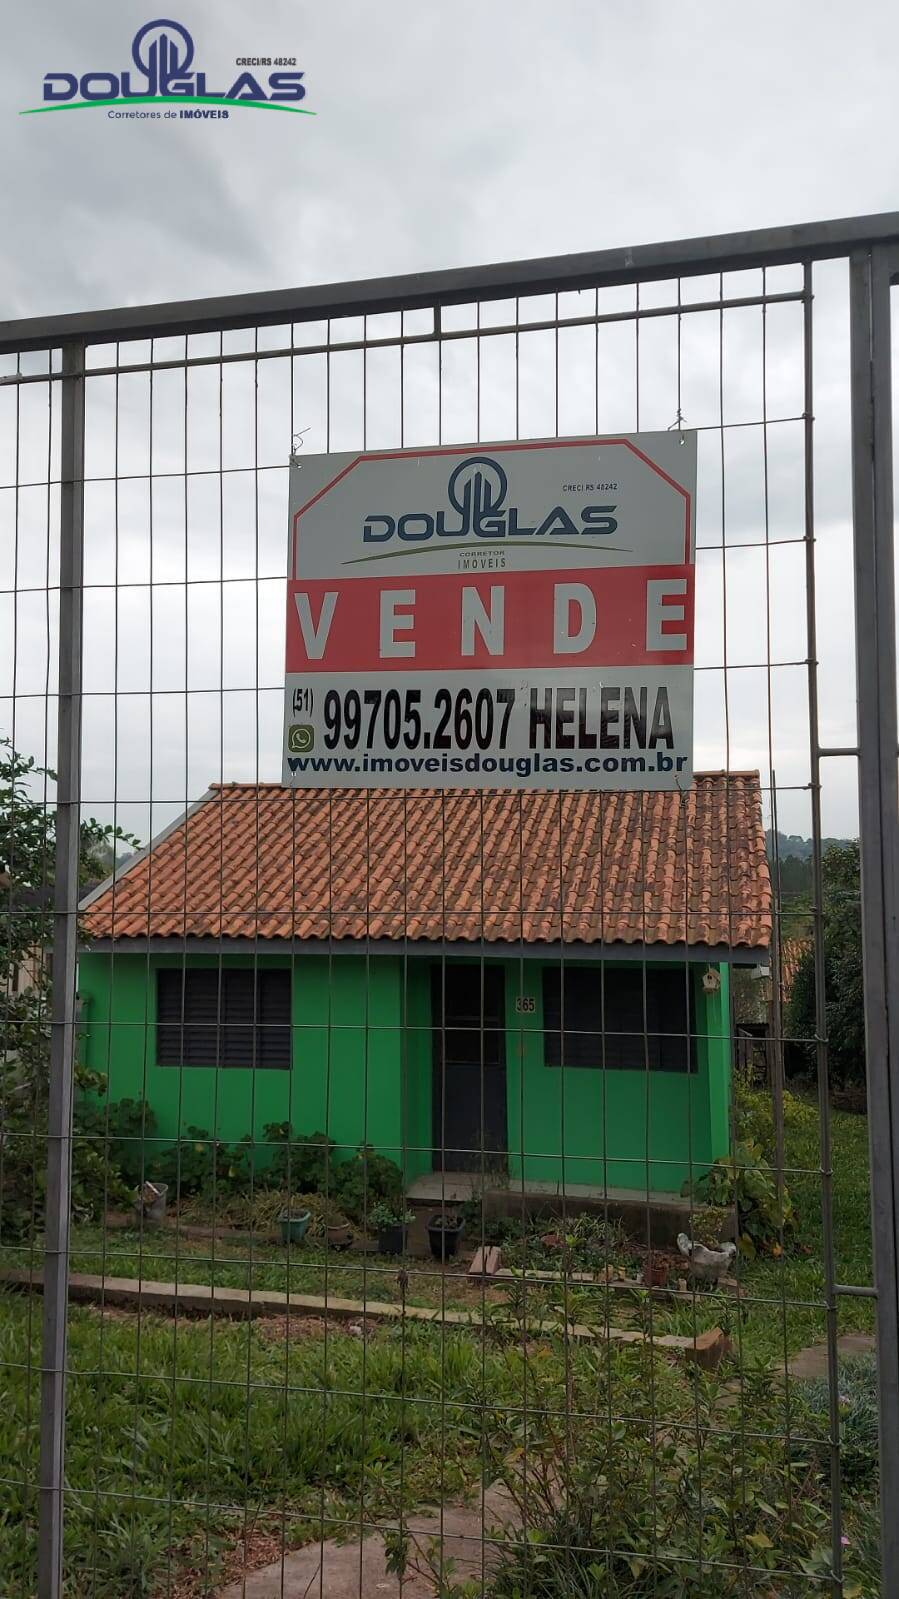 CRECI/RS 48242
DOUGLAS
Corretores de IMÓVEIS
CRECI RS 48242
DOUGLAS
CORRETOR
IMÓVEIS
VENDE
(51) 99705.2607 HELENA
www.imoveisdouglas.com.br
365